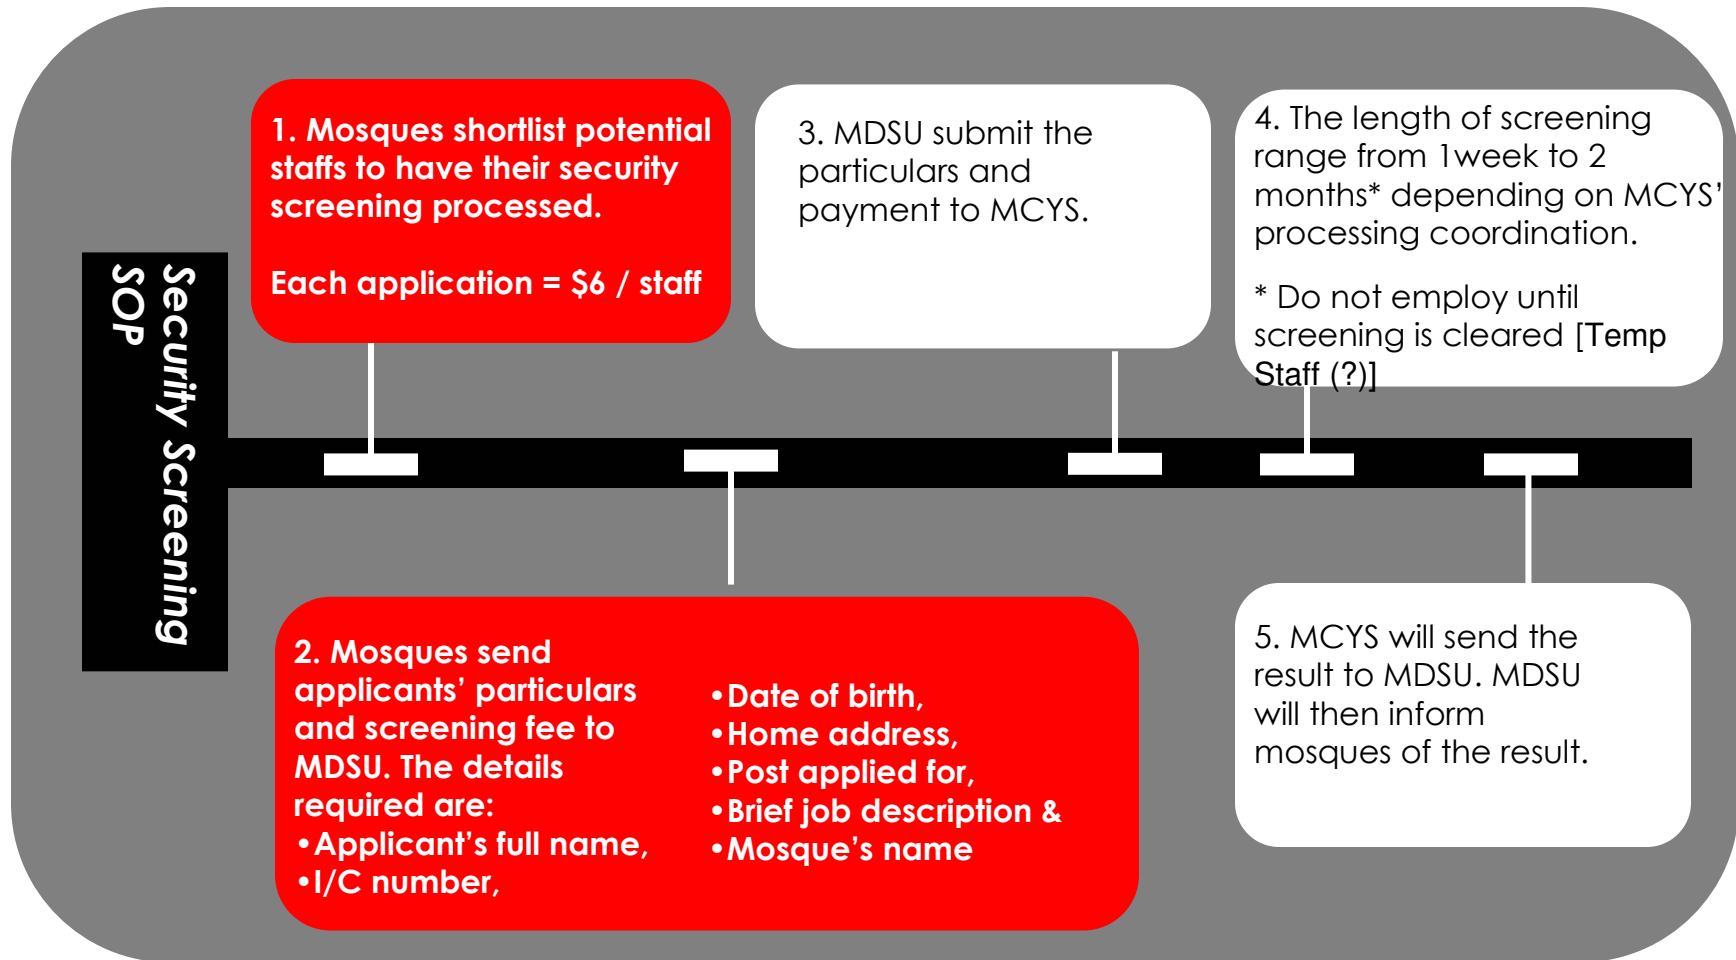 Security Screening
SOP
1. Mosques shortlist potential
staffs to have their security
screening processed.
Each application = $6 / staff
2. Mosques send
applicants’ particulars
and screening fee to
MDSU. The details
required are:
•Applicant’s full name,
•I/C number,
•Date of birth,
•Home address,
•Post applied for,
•Brief job description &
•Mosque’s name
3. MDSU submit the
particulars and
payment to MCYS.
4. The length of screening
range from 1week to 2
months* depending on MCYS’
processing coordination.
* Do not employ until
screening is cleared [Temp
Staff (?)]
5. MCYS will send the
result to MDSU. MDSU
will then inform
mosques of the result.